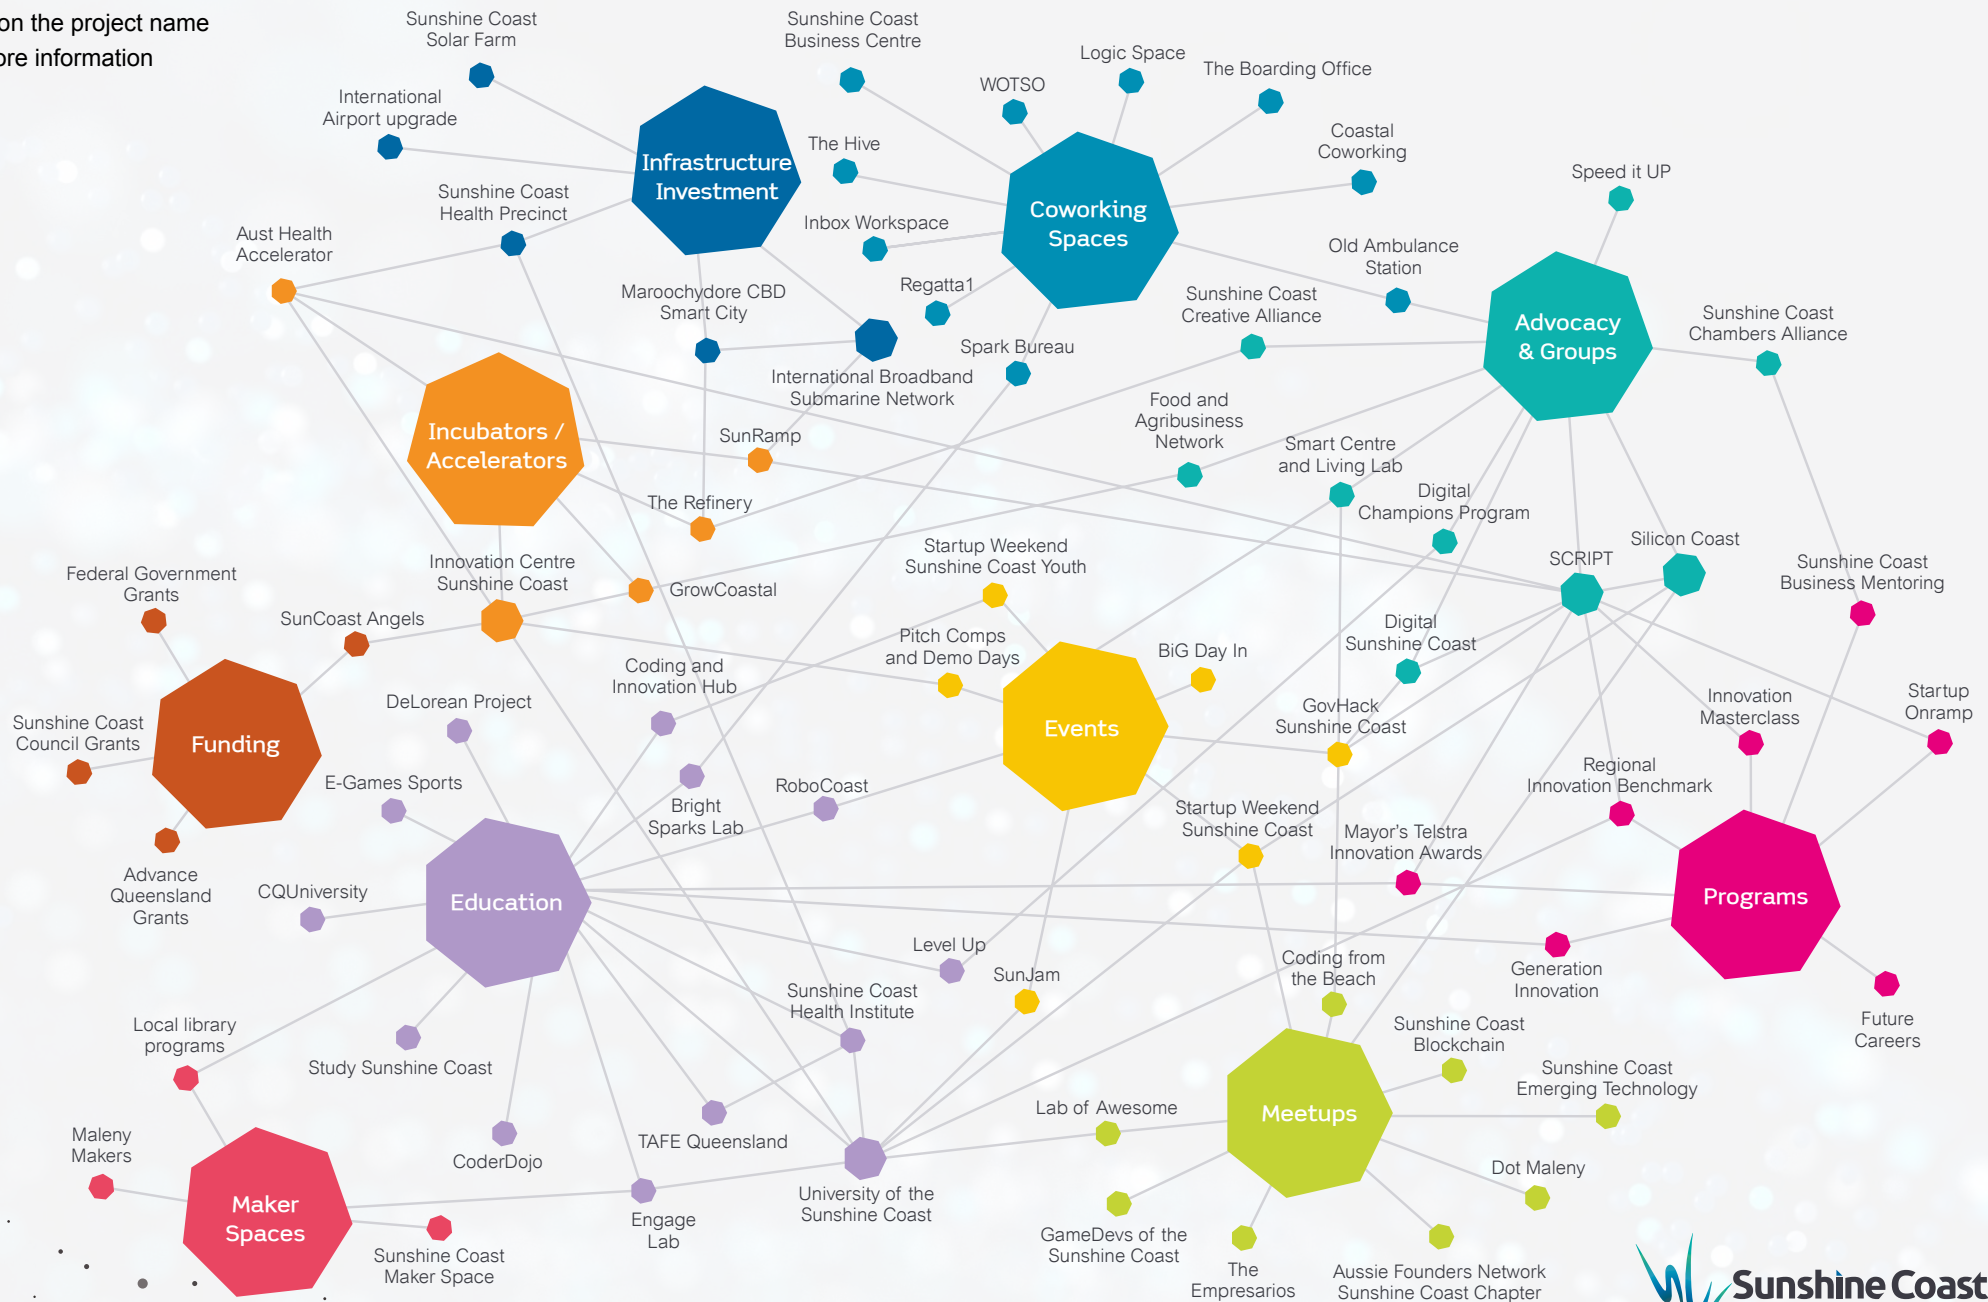 on the project name
ore information
Sunshine Coast
Solar Farm
Sunshine Coast
Business Centre
Logic Space
The Boarding Office
WOTSO
International
Airport upgrade
Infrastructure
Investment
The Hive
Coastal
Coworking
Speed it UP
Sunshine Coast
Health Precinct
Coworking
Spaces
Inbox Workspace
Aust Health
Accelerator
Old Ambulance
Station
Maroochydore CBD
Smart City
Regatta1
Sunshine Coast
Creative Alliance
Advocacy
& Groups
Sunshine Coast
Chambers Alliance
Spark Bureau
International Broadband
Submarine Network
Food and
Agribusiness
Network
Incubators /
Accelerators
SunRamp
Smart Centre
and Living Lab
The Refinery
Digital
Champions Program
Startup Weekend
Sunshine Coast Youth
Silicon Coast
SCRIPT
Innovation Centre
Sunshine Coast
Sunshine Coast
Business Mentoring
Federal Government
Grants
GrowCoastal
SunCoast Angels
Pitch Comps
and Demo Days
Digital
Sunshine Coast
BiG Day In
Coding and
Innovation Hub
DeLorean Project
GovHack
Sunshine Coast
Innovation
Masterclass
Startup
Onramp
Sunshine Coast
Council Grants
Funding
Events
E-Games Sports
RoboCoast
Regional
Innovation Benchmark
Bright
Sparks Lab
Startup Weekend
Sunshine Coast
Mayor's Telstra
Innovation Awards
Advance
Queensland
Grants
CQUniversity
Education
Programs
Level Up
SunJam
Coding from
the Beach
Generation
Innovation
Sunshine Coast
Health Institute
Local library
programs
Sunshine Coast
Blockchain
Future
Careers
Study Sunshine Coast
Sunshine Coast
Emerging Technology
Lab of Awesome
Meetups
Maleny
Makers
TAFE Queensland
CoderDojo
Dot Maleny
Maker
Spaces
University of the
Sunshine Coast
Engage
Lab
GameDevs of the
Sunshine Coast
Sunshine Coast
Maker Space
The
Empresarios
Aussie Founders Network
Sunshine Coast Chapter
Sunshine Coast